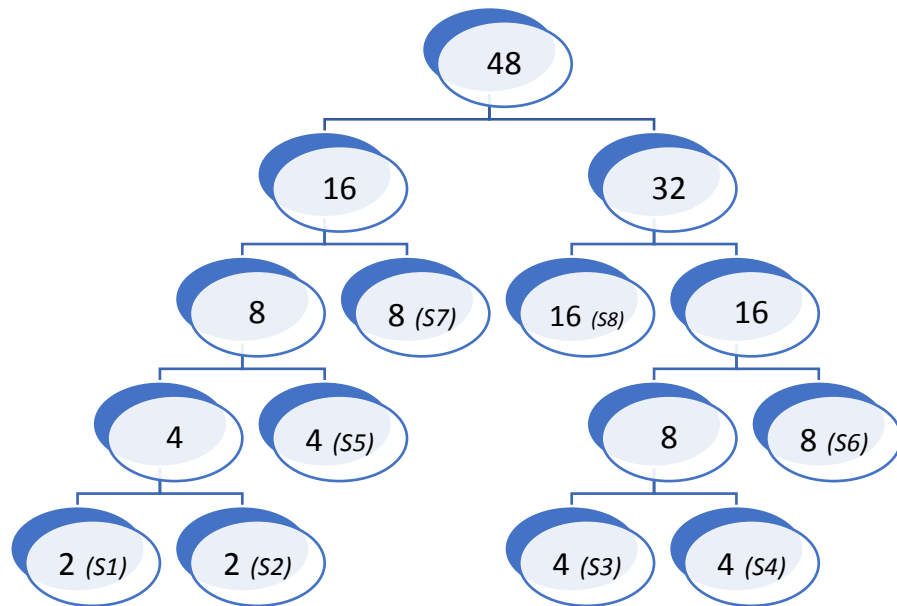 48
16
32
8
8 (S7)
16 (S8)
16
4
4 (S5)
8
8 (S6)
2 (S1)
2 (S2)
4 (S3)
4 (S4)